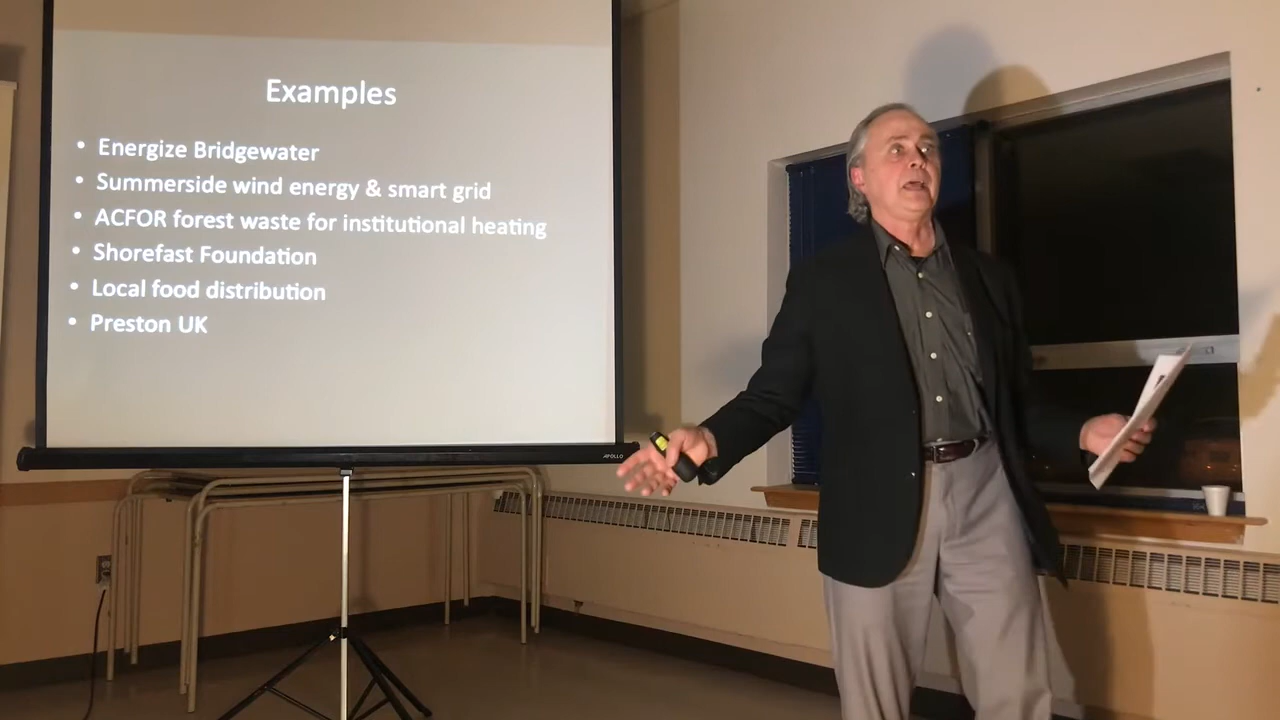 Examples
• Energize Bridgewater
• Summerside wind energy & smart grid
• ACFOR forest waste for institutional heating
• Shorefast Foundation
• Local food distribution
• Preston UK
APOLLO